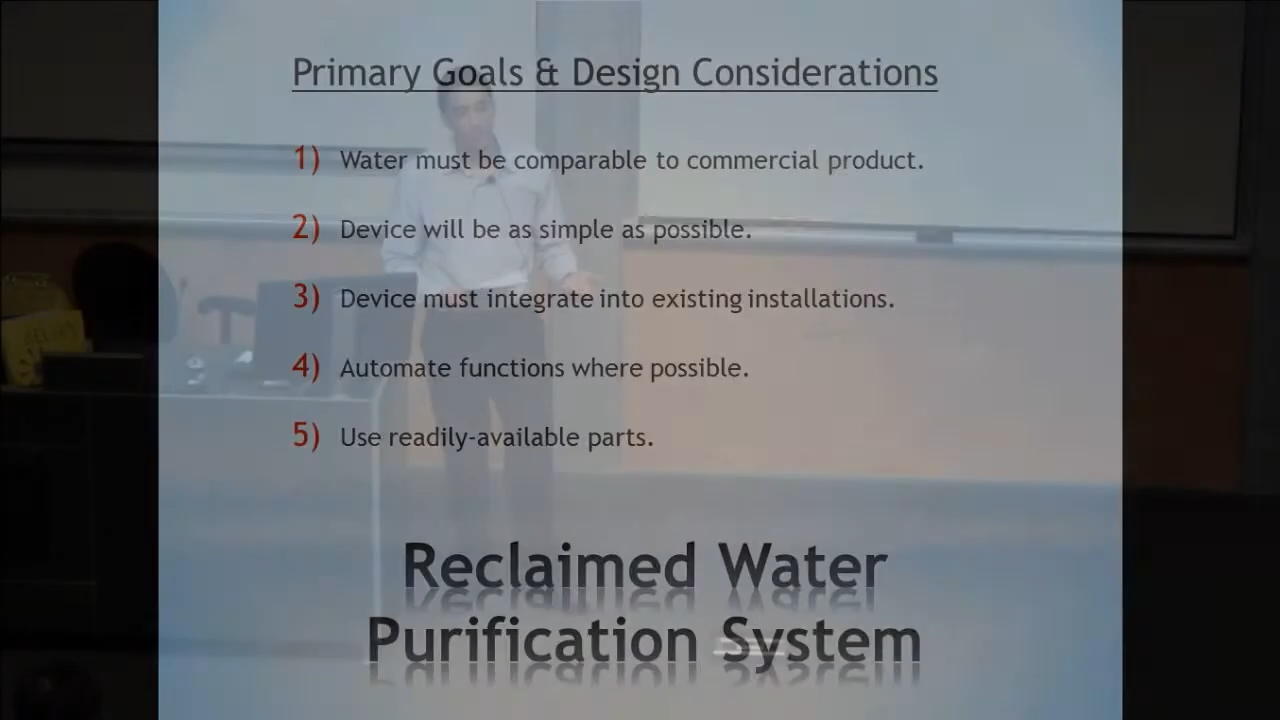 Primary Goals & Design Considerations
1) Water must be comparable to commercial product.
2) Device will be as simple as possible.
3) Device must integrate into existing installations.
4) Automate functions where possible.
5) Use readily-available parts.
Reclaimed Water
Purification System